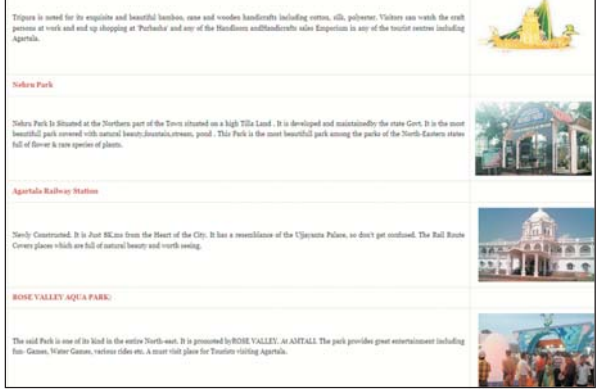 Tripura is noted for its exquisite and beautiful bamboo, cane and wooden handicrafts including cotton, silk, polyerter. Visitors can watch the craft
persons at work and end up shopping at 'Purbasha' and any of the Handloom andHandicrafts sales Emporium in any of the tourist centres including
Agartala.
Nehru Park
Nehru Park Is Situated at the Northern part of the Town situated on a high Tilla Land . It is developed and maintainedby the state Govt. It is the most
beautifull park covered with natural beauty,fountain,stream, pond . This Park is the most beautifull park among the parks of the North-Eastern states
full of flower & rare species of plants.
Agartala Railway Station
Newly Constructed. It is Just 8K.ms from the Heart of the City. It has a resemblance of the Ujjayanta Palace, so don't get confused. The Rail Route
Covers places which are full of natural beauty and worth seeing.
ROSE VALLEY AQUA PARK:
The said Park is one of its kind in the entire North-east. It is promoted byROSE VALLEY. At AMTALI. The park provides great entertainment including
fun- Games, Water Games, various rides etc. A must visit place for Tourists visiting Agartala.